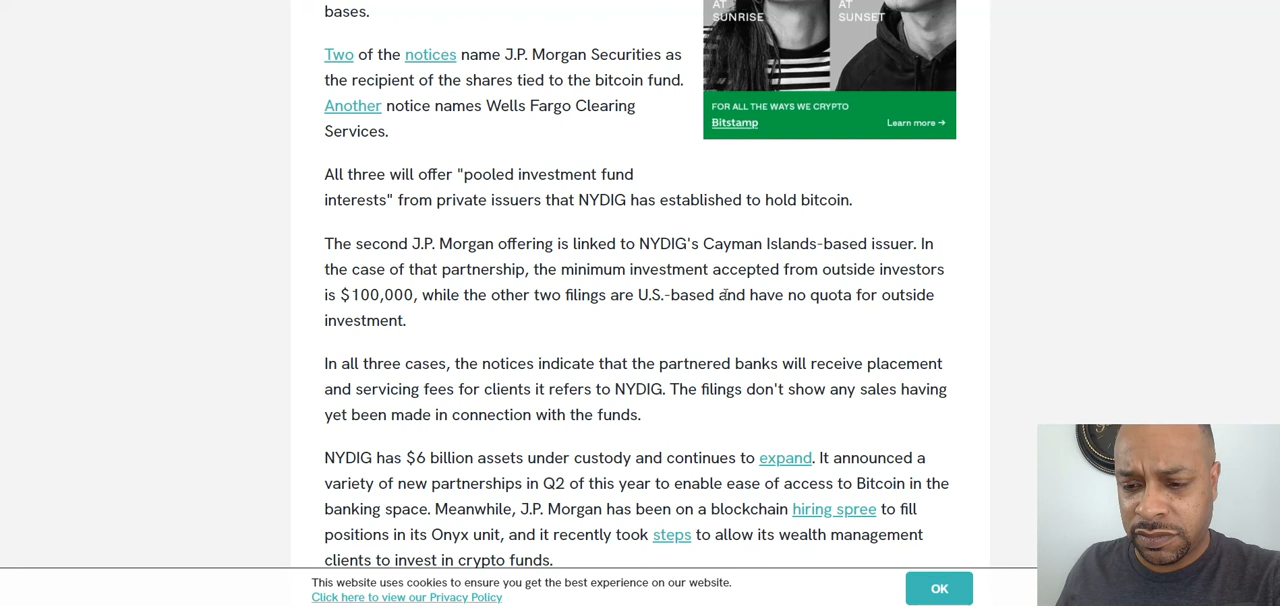 bases.
Two of the notices name J.P. Morgan Securities as
the recipient of the shares tied to the bitcoin fund.
Another notice names Wells Fargo Clearing
Services.
AT
SUNRISE
AT
SUNSET
FOR ALL THE WAYS WE CRYPTO
Bitstamp
Learn more →
All three will offer "pooled investment fund
interests" from private issuers that NYDIG has established to hold bitcoin.
The second J.P. Morgan offering is linked to NYDIG's Cayman Islands-based issuer. In
the case of that partnership, the minimum investment accepted from outside investors
is $100,000, while the other two filings are U.S.-based and have no quota for outside
investment.
In all three cases, the notices indicate that the partnered banks will receive placement
and servicing fees for clients it refers to NYDIG. The filings don't show any sales having
yet been made in connection with the funds.
NYDIG has $6 billion assets under custody and continues to expand. It announced a
variety of new partnerships in Q2 of this year to enable ease of access to Bitcoin in the
banking space. Meanwhile, J.P. Morgan has been on a blockchain hiring spree to fill
positions in its Onyx unit, and it recently took steps to allow its wealth management
clients to invest in crypto funds.
This website uses cookies to ensure you get the best experience on our website.
Click here to view our Privacy Policy
OK